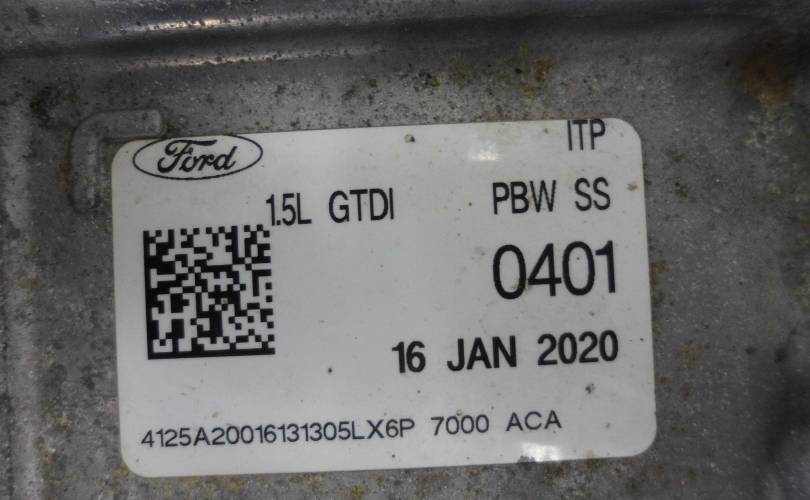 Ford ITP
1.5L GTDI PBW SS
0401
16 JAN 2020
4125A20016131305LX6P 7000 ACA